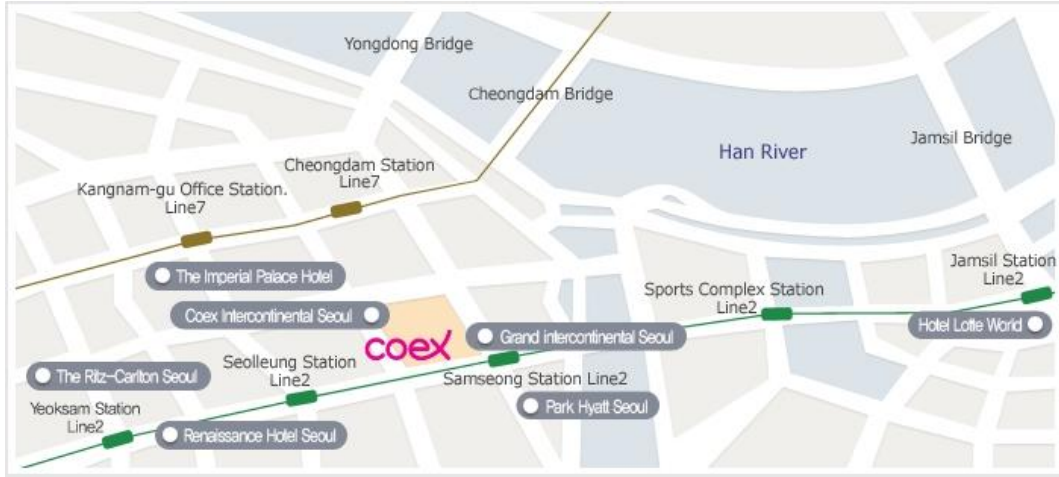 Yongdong Bridge
Cheongdam Bridge
Jamsil Bridge
Han River
Cheongdam Station
Line7
Kangnam-gu Office Station.
Line7
The Imperial Palace Hotel
Jamsil Station
Line2
Sports Complex Station
Line2
Coex Intercontinental Seoul
Hotel Lotte World
Grand intercontinental Seoul
coex
Seolleung Station
Line2
The Ritz-Carlton Seoul
Samseong Station Line2
Park Hyatt Seoul
Yeoksam Station
Line2
Renaissance Hotel Seoul